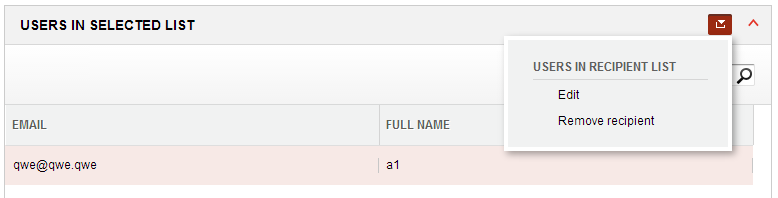 USERS IN SELECTED LIST
USERS IN RECIPIENT LIST
Edit
Remove recipient
EMAIL FULL NAME
qwe@qwe.qwe a1